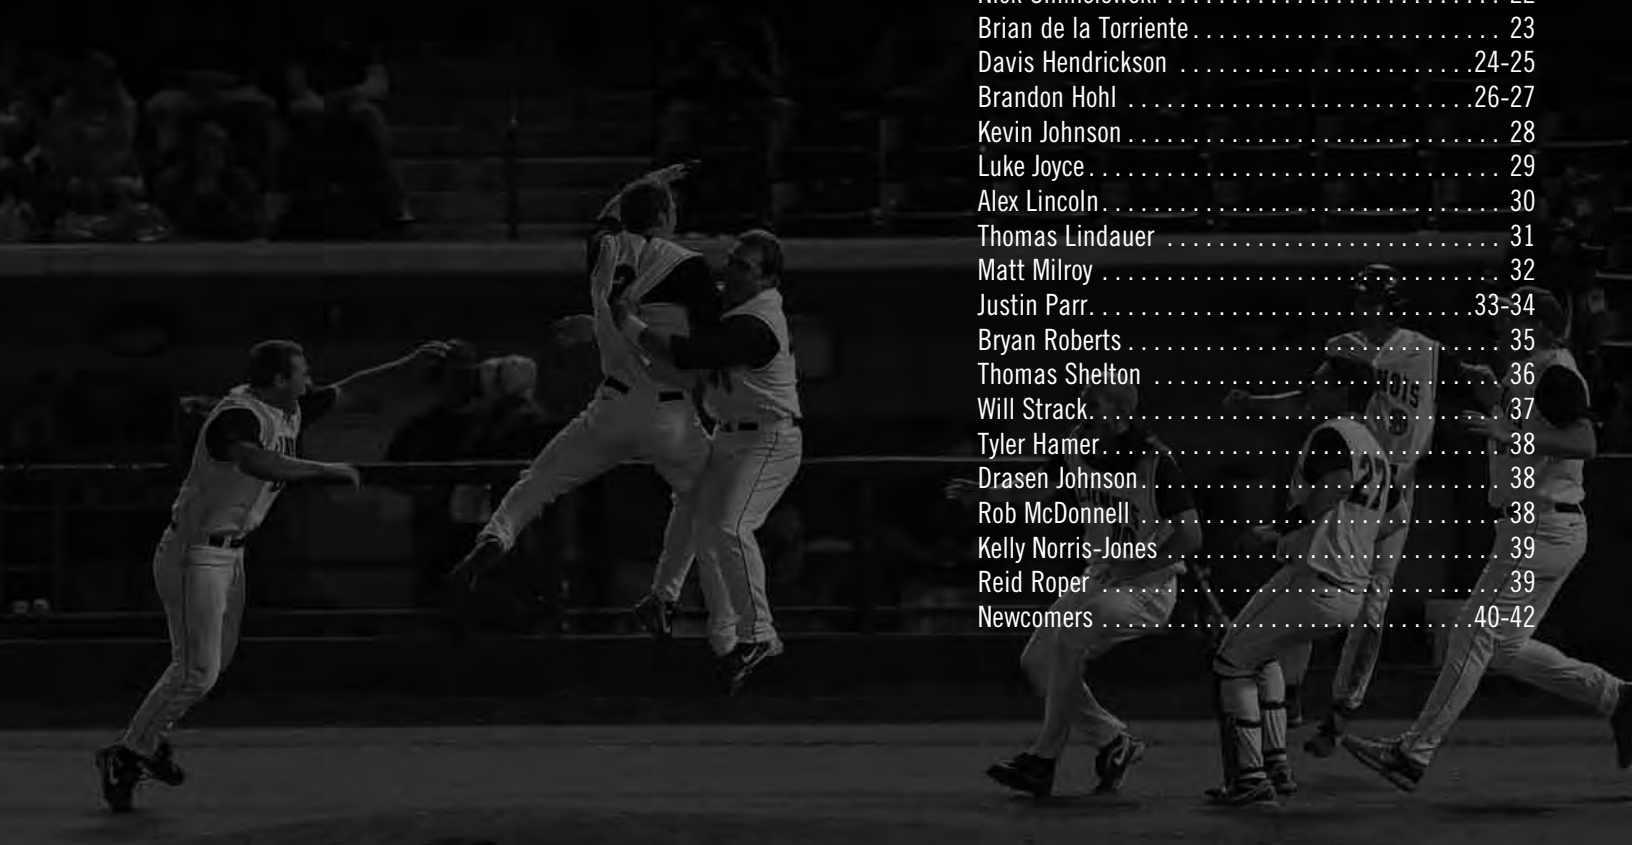 Brian de la Torriente. . . . . . . . . . . . . . . . . . . . . . . . 23
Davis Hendrickson . . . . . . . . . . . . . . . . . . . . . . .24-25
Brandon Hohl . . . . . . . . . . . . . . . . . . . . . . . . . . .26-27
Kevin Johnson . . . . . . . . . . . . . . . . . . . . . . . . . . . . . 28
Luke Joyce. . . . . . . . . . . . . . . . . . . . . . . . . . . . . . . . 29
Alex Lincoln. . . . . . . . . . . . . . . . . . . . . . . . . . . . . . . 30
Thomas Lindauer . . . . . . . . . . . . . . . . . . . . . . . . . . 31
Matt Milroy . . . . . . . . . . . . . . . . . . . . . . . . . . . . . . . 32
Justin Parr. . . . . . . . . . . . . . . . . . . . . . . . . . . . . .33-34
Bryan Roberts . . . . . . . . . . . . . . . . . . . . . . . . . . . . . 35
Thomas Shelton . . . . . . . . . . . . . . . . . . . . . . . . . . . 36
Will Strack. . . . . . . . . . . . . . . . . . . . . . . . . . . . . . . . 37
Tyler Hamer. . . . . . . . . . . . . . . . . . . . . . . . . . . . . . . 38
Drasen Johnson. . . . . . . . . . . . . . . . . . . . . . . . . . . . 38
Rob McDonnell . . . . . . . . . . . . . . . . . . . . . . . . . . . . 38
Kelly Norris-Jones . . . . . . . . . . . . . . . . . . . . . . . . . . 39
Reid Roper . . . . . . . . . . . . . . . . . . . . . . . . . . . . . . . 39
Newcomers . . . . . . . . . . . . . . . . . . . . . . . . . . . . .40-42
27